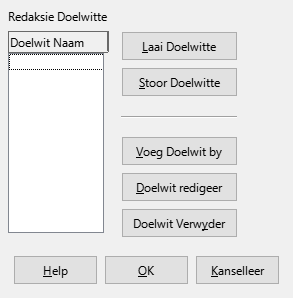 Redaksie Doelwitte
Doelwit Naam
Laai Doelwitte
Stoor Doelwitte
Voeg Doelwit by
Doelwit redigeer
Doelwit Verwyder
Help
OK
Kanselleer